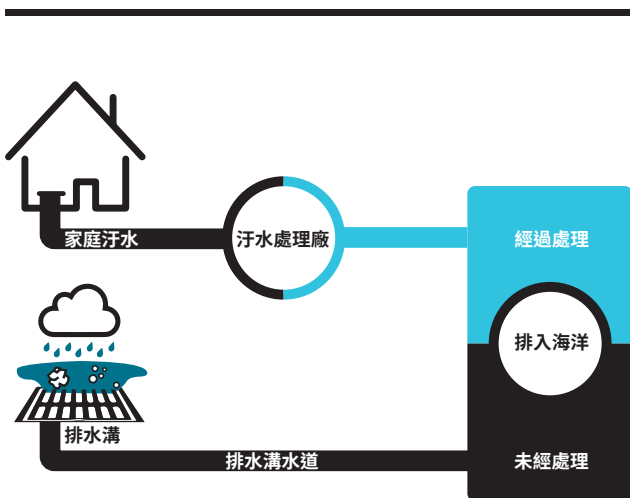 家庭汙水
汙水處理廠
經過處理
排入海洋
排水溝
排水溝水道
未經處理